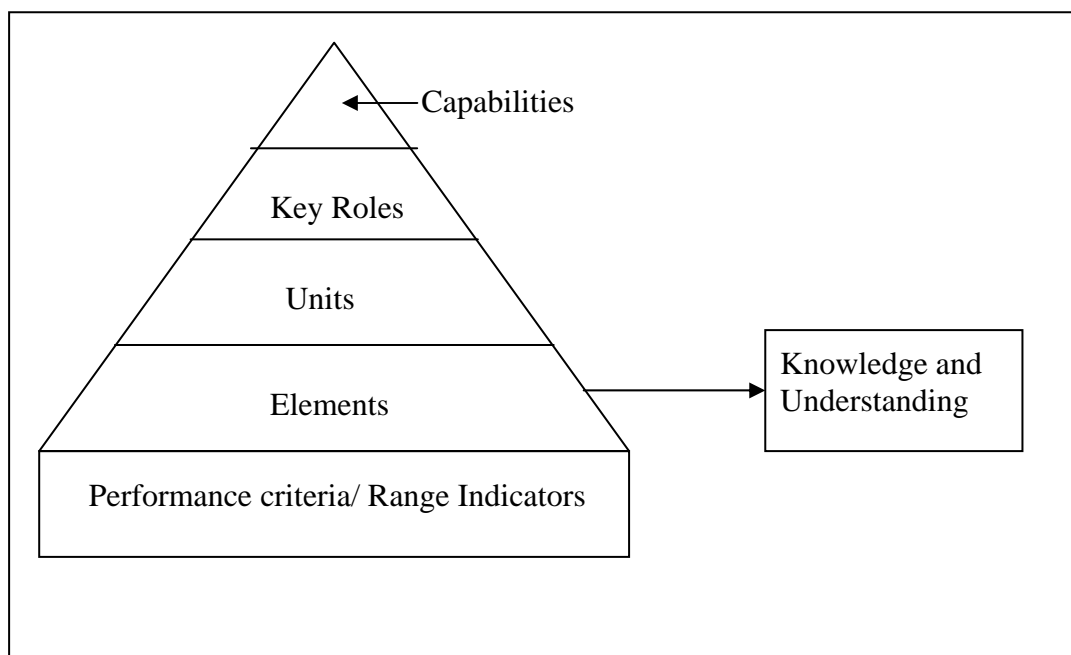 Capabilities
Key Roles
Units
Elements
Knowledge and
Understanding
Performance criteria/ Range Indicators